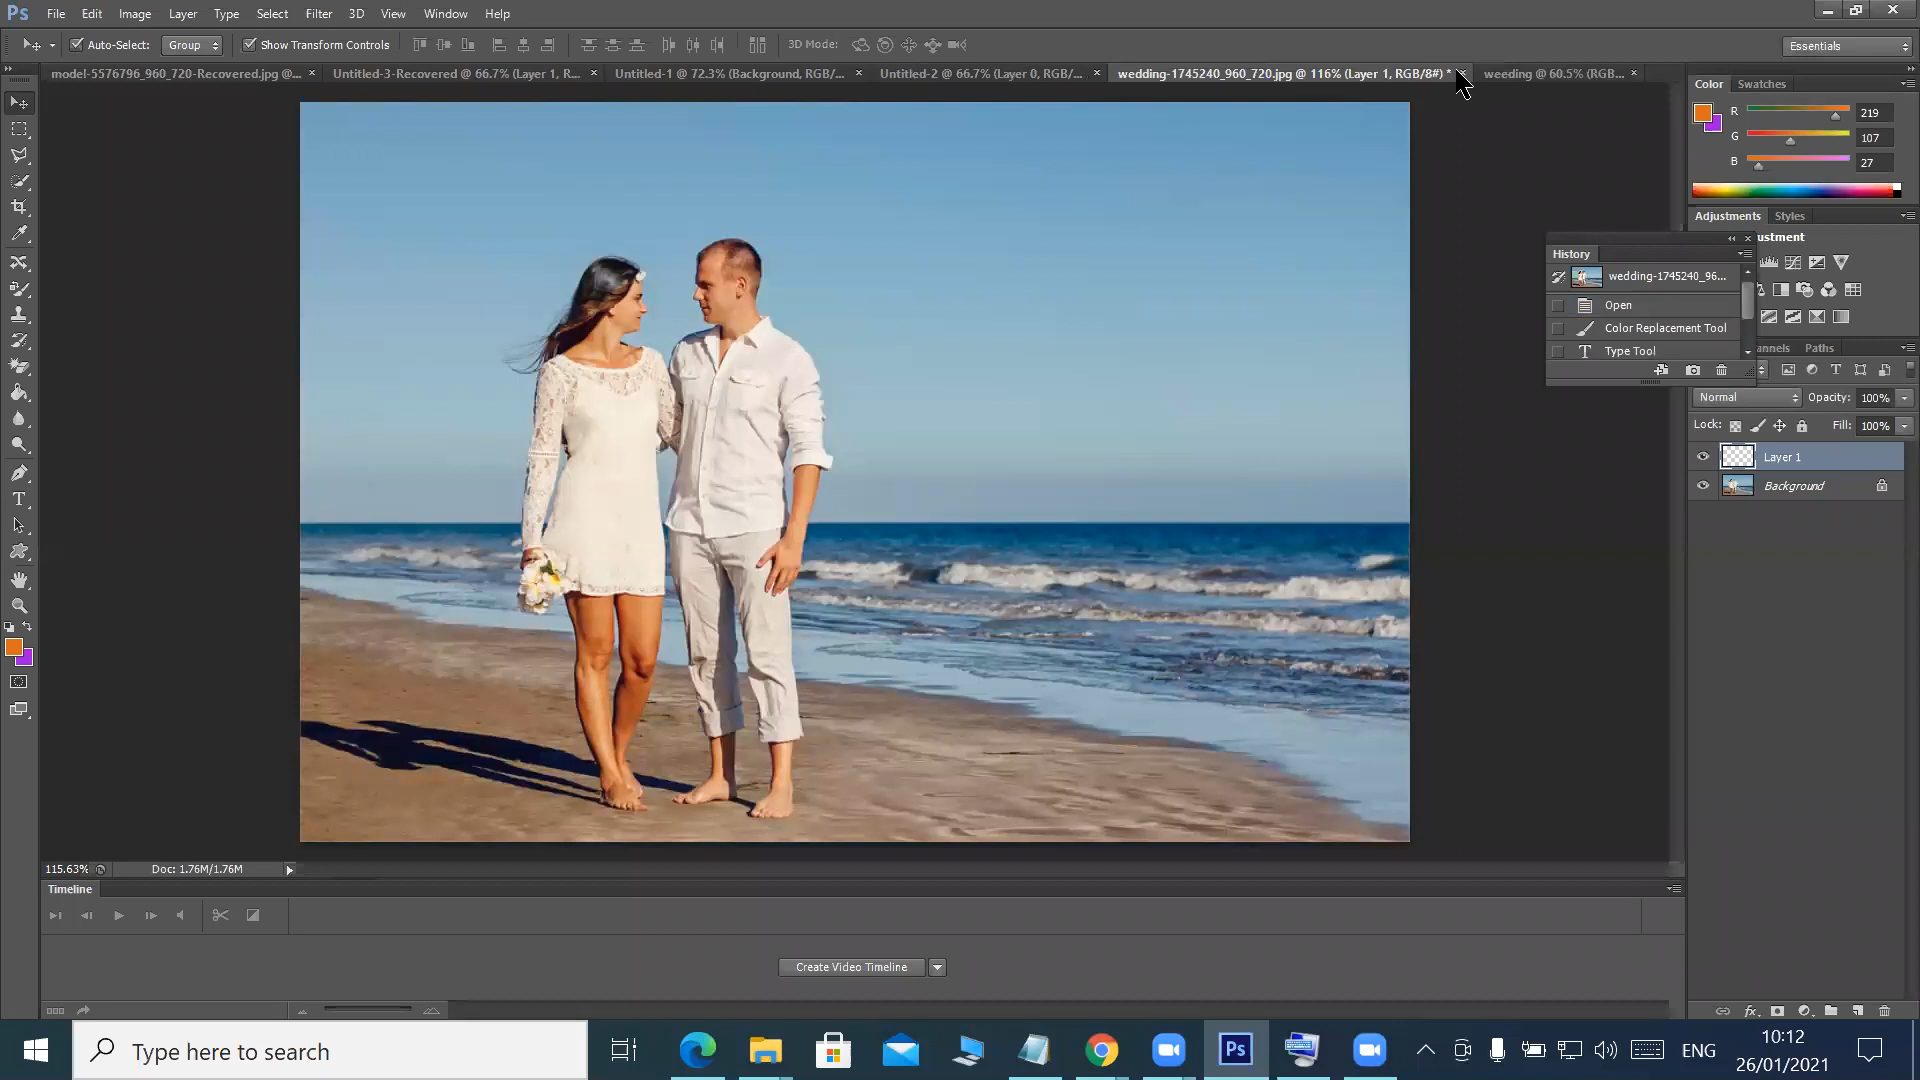 Ps File Edit Image Layer Type Select Filter 3D View Window Help
Auto-Select: Group Show Transform Controls 3D Mode: Essentials
model-5576796_960_720-Recovered.jpg @... Untitled-3-Recovered @ 66.7% (Layer 1, R... Untitled-1 @ 72.3% (Background, RGB/... Untitled-2 @ 66.7% (Layer 0, RGB/... wedding-1745240_960_720.jpg @ 116% (Layer 1, RGB/8#) * weeding @ 60.5% (RGB...
Color Swatches
R 219
G 107
B 27
Adjustments Styles
ustment
History
wedding-1745240_96...
Open
Color Replacement Tool
Type Tool
annels Paths
Normal Opacity: 100%
Lock: Fill: 100%
Layer 1
Background
115.63% Doc: 1.76M/1.76M
Timeline
Create Video Timeline
Type here to search
Ps
ENG
10:12
26/01/2021